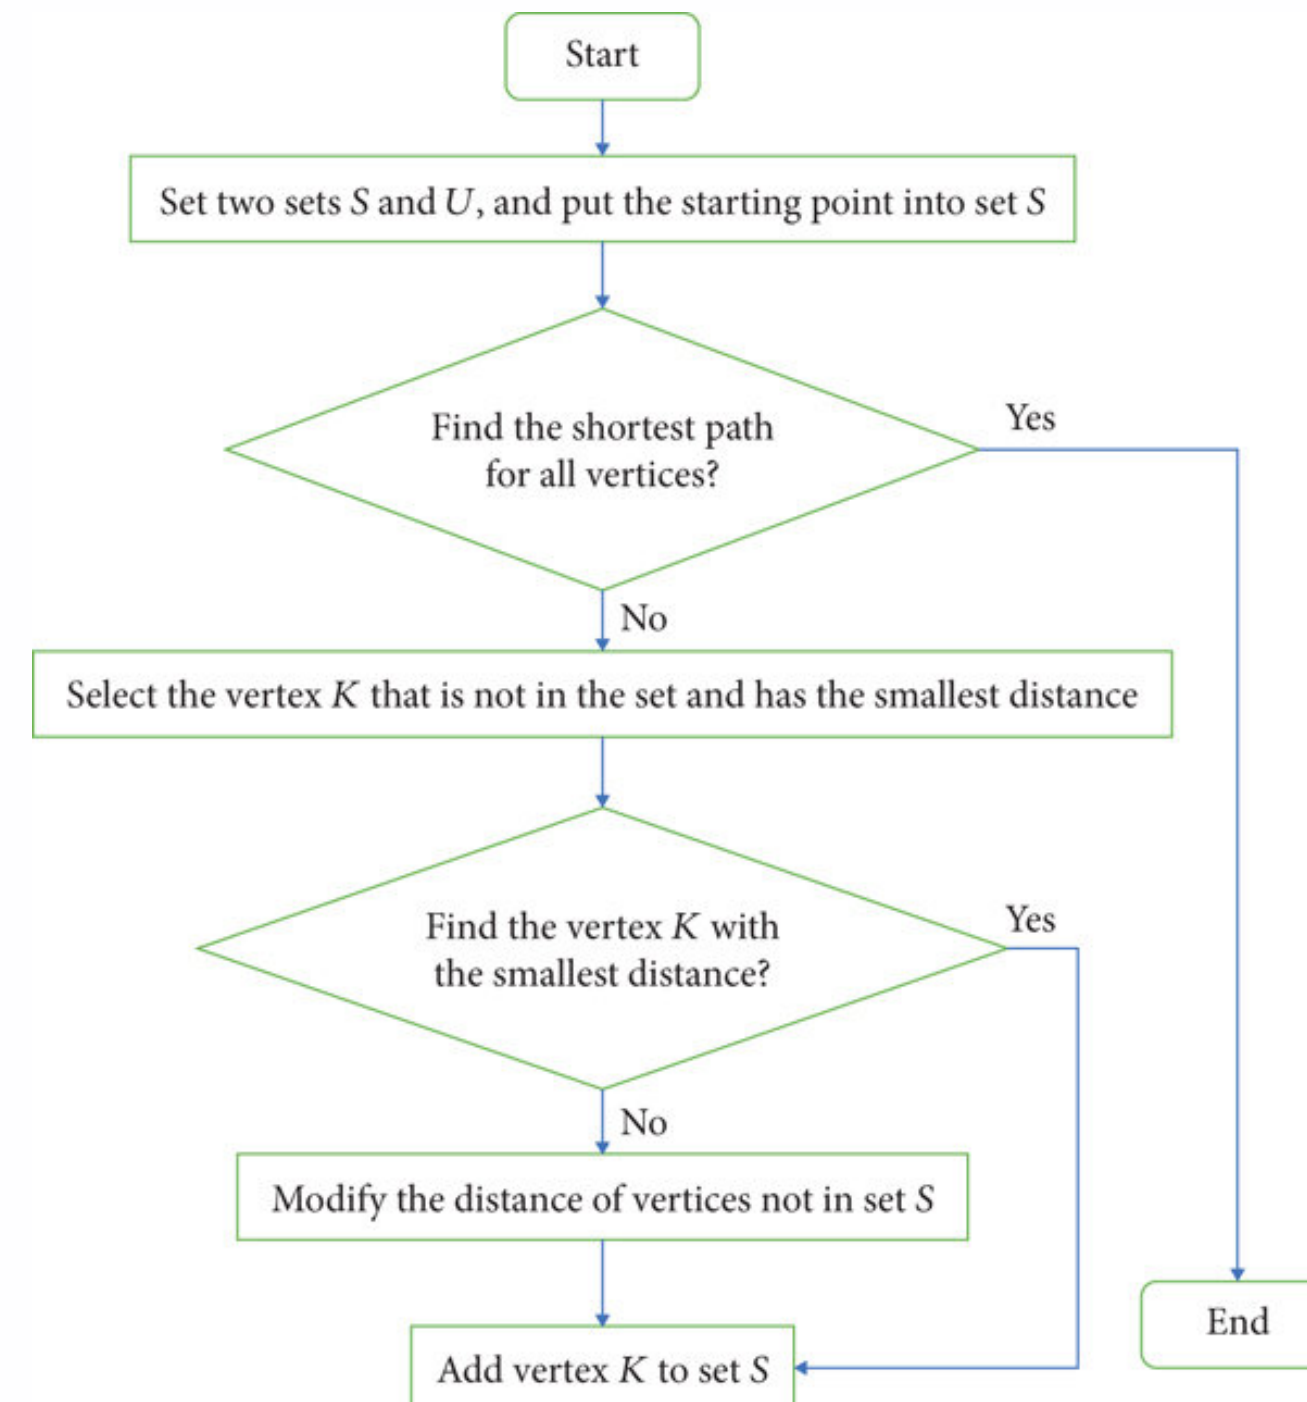 Start
Set two sets S and U, and put the starting point into set S
Find the shortest path
for all vertices?
Yes
No
Select the vertex K that is not in the set and has the smallest distance
Find the vertex K with
the smallest distance?
Yes
No
Modify the distance of vertices not in set S
Add vertex K to set S
End